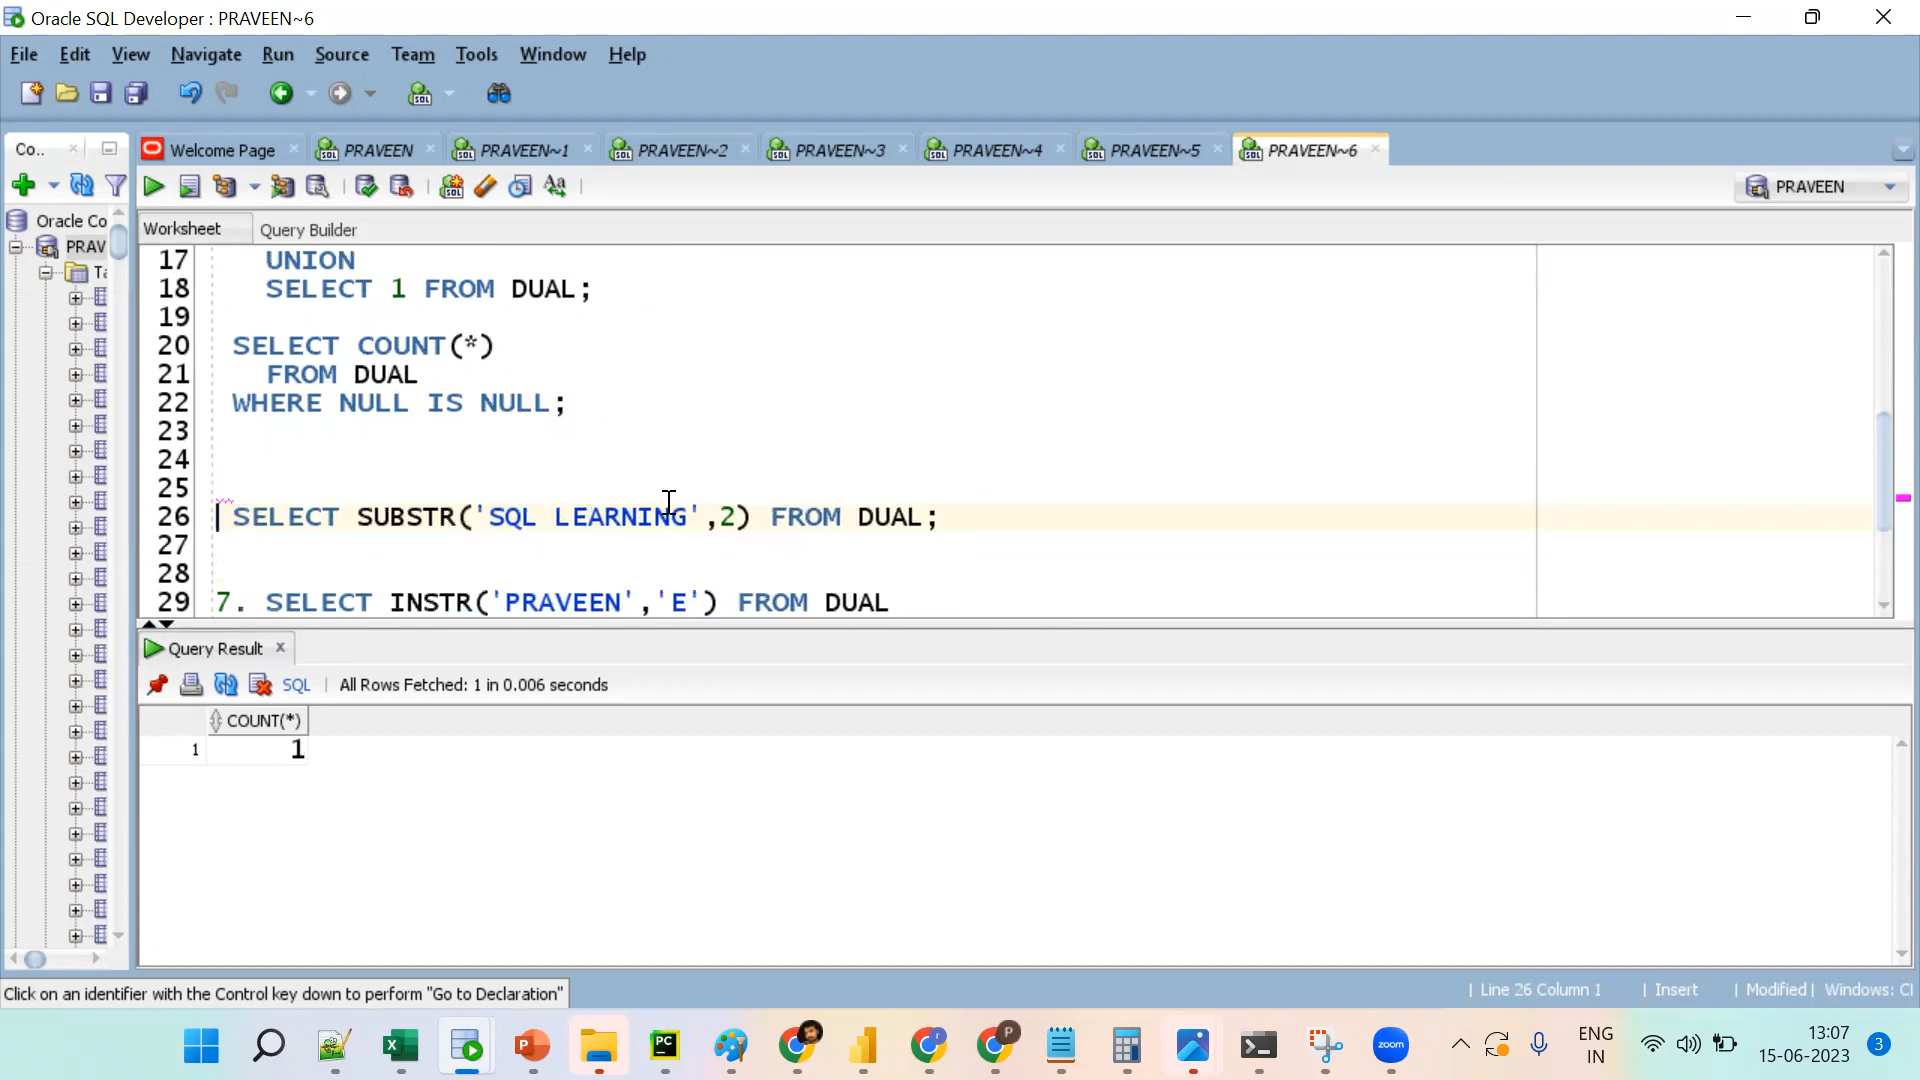 Oracle SQL Developer : PRAVEEN~6
File Edit View Navigate Run Source Team Tools Window Help
Co.. Welcome Page PRAVEEN PRAVEEN~1 PRAVEEN~2 PRAVEEN~3 PRAVEEN~4 PRAVEEN~5 PRAVEEN~6
PRAVEEN
Oracle Co
PRAV
Worksheet Query Builder
17 UNION
18 SELECT 1 FROM DUAL;
19
20 SELECT COUNT(*)
21 FROM DUAL
22 WHERE NULL IS NULL;
23
24
25
26 SELECT SUBSTR('SQL LEARNING',2) FROM DUAL;
27
28
29 7. SELECT INSTR('PRAVEEN','E') FROM DUAL
Query Result
SQL | All Rows Fetched: 1 in 0.006 seconds
COUNT(*)
1 1
Click on an identifier with the Control key down to perform "Go to Declaration"
| Line 26 Column 1 | Insert | Modified | Windows: CI
ENG
IN
13:07
15-06-2023
3
zoom